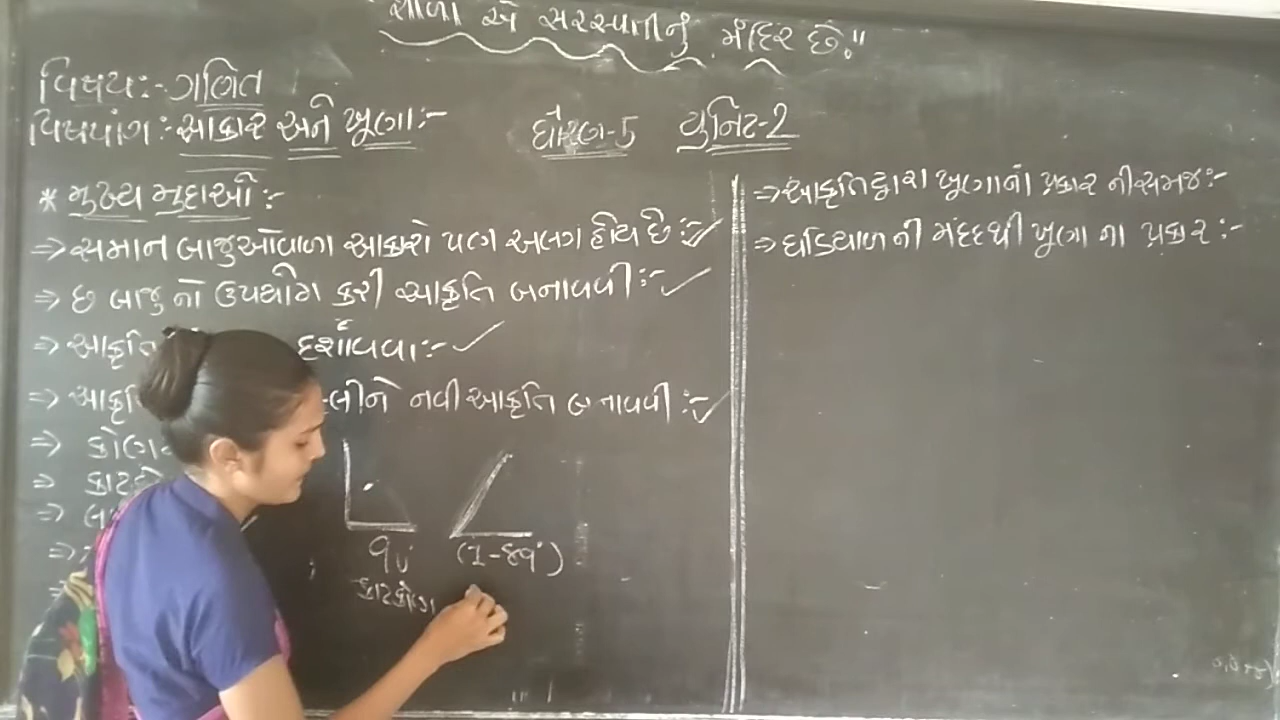 શાળા એ સરસ્વતીનું મંદિર છે."
વિષય:- ગણિત
વિષયાંગ:- આકાર અને ખૂણા:-
ધોરણ-5 યુનિટ-2
* મુખ્ય મુદાઓ:-
⇒ સમાન બાજુઓવાળા આકારો પણ અલગ હોય છે:- ✓
⇒ છ બાજુ નો ઉપયોગ કરી આકૃતિ બનાવવી:- ✓
⇒ આકૃતિ દર્શાવવા:- ✓
⇒ આકૃ નવી આકૃતિ બનાવવી:- ✓
⇒ કોણ
⇒ કાટ
⇒ લ
90°
કાટકોણ
(1-89°)
⇒ આકૃતિ દ્વારા ખૂણાનાં પ્રકાર ની સમજ:-
⇒ ઘડિયાળ ની મદદથી ખૂણા ના પ્રકાર:-